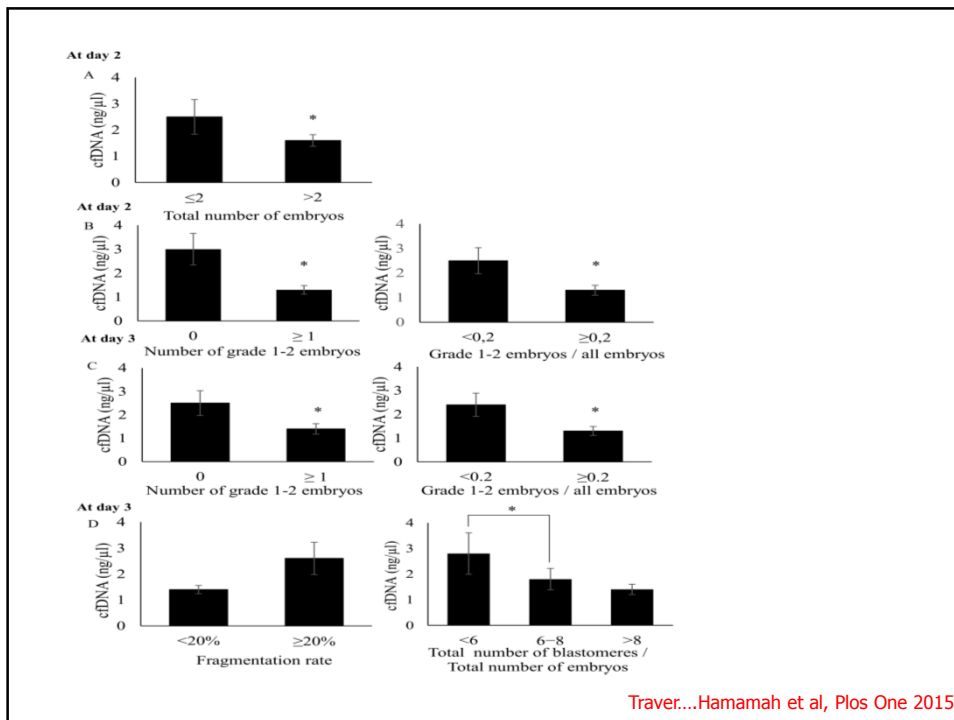 At day 2
A
cfDNA (ng/µl)
4
3
2
1
0
*
≤2 >2
Total number of embryos
At day 2
B
cfDNA (ng/µl)
4
3
2
1
0
*
0 ≥ 1
Number of grade 1-2 embryos
cfDNA (ng/µl)
4
3
2
1
0
*
<0,2 ≥0,2
Grade 1-2 embryos / all embryos
At day 3
C
cfDNA (ng/µl)
4
3
2
1
0
*
0 ≥ 1
Number of grade 1-2 embryos
cfDNA (ng/µl)
4
3
2
1
0
*
<0.2 ≥0.2
Grade 1-2 embryos / all embryos
At day 3
D
cfDNA (ng/µl)
4
3
2
1
0
<20% ≥20%
Fragmentation rate
cfDNA (ng/µl)
4
3
2
1
0
*
<6 6−8 >8
Total number of blastomeres /
Total number of embryos
Traver….Hamamah et al, Plos One 2015